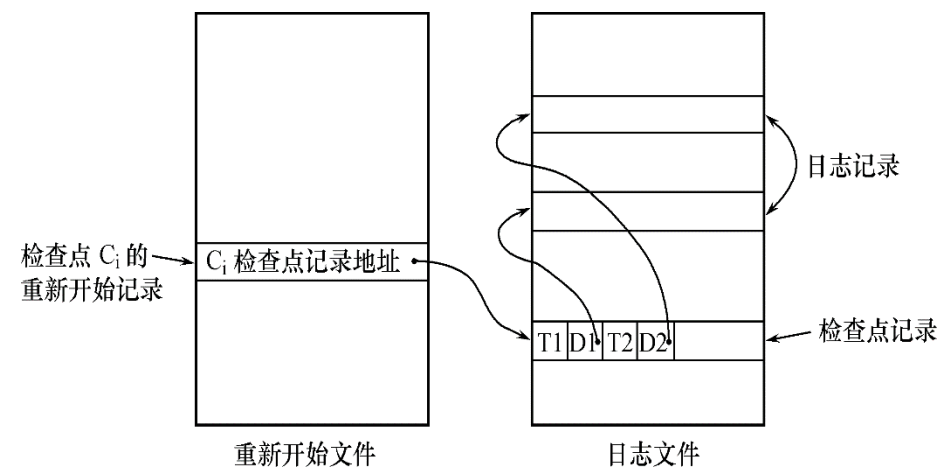 日志记录
检查点 Ci 的
重新开始记录
Ci 检查点记录地址
T1 D1 T2 D2
检查点记录
重新开始文件
日志文件